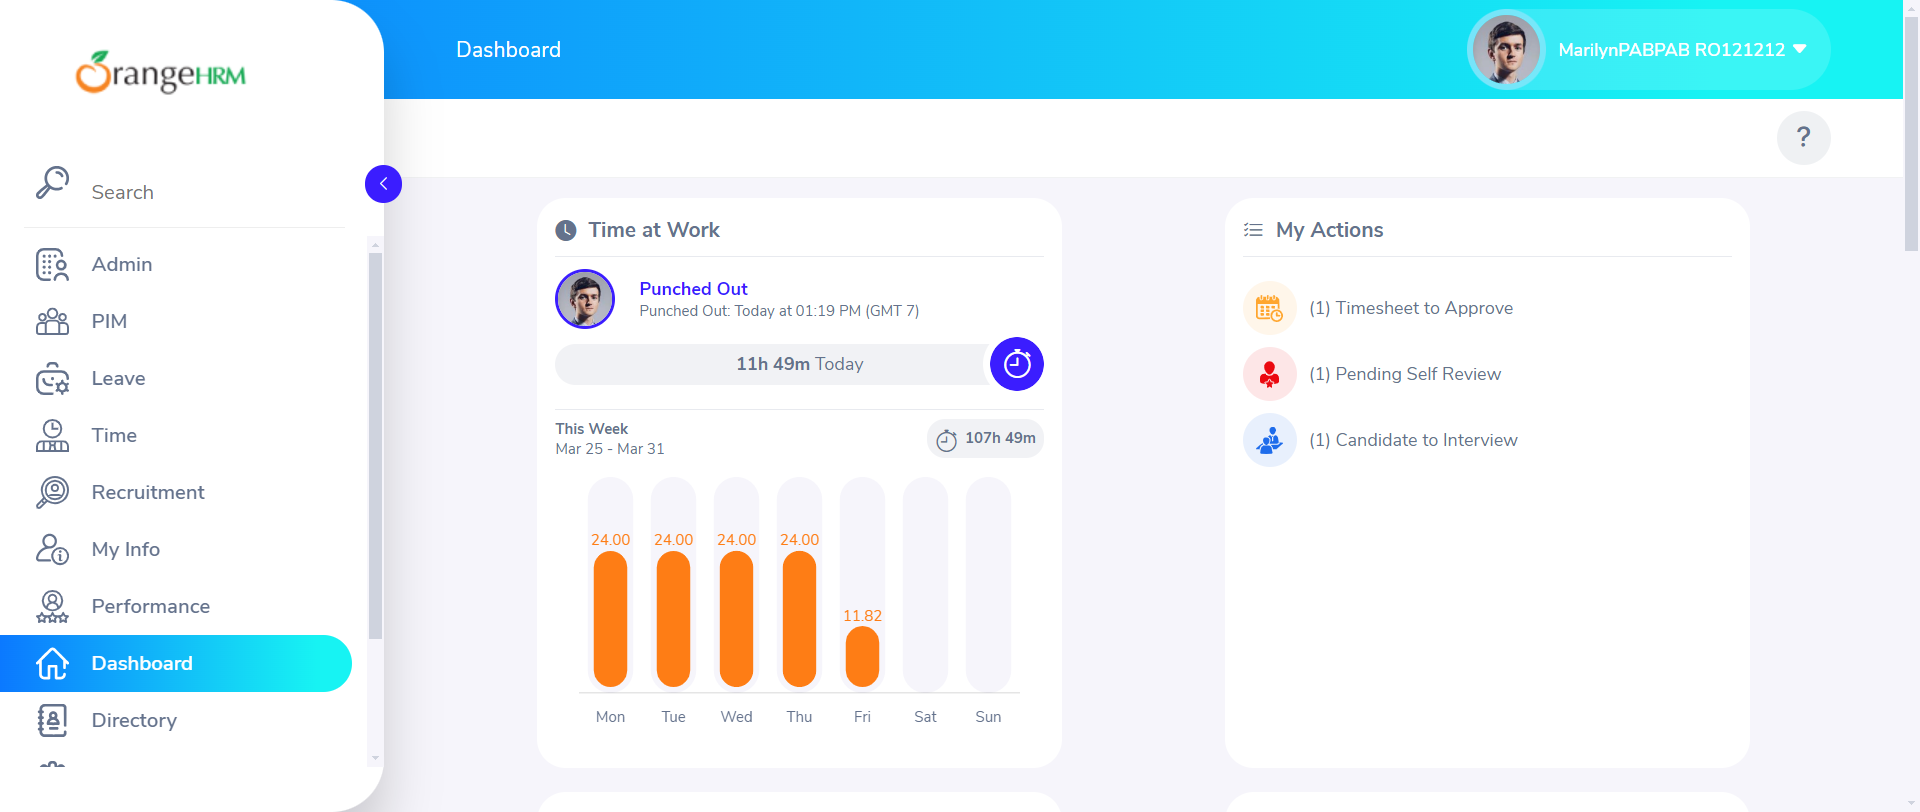 OrangeHRM
Search
Admin
PIM
Leave
Time
Recruitment
My Info
Performance
Dashboard
Directory
Dashboard
MarilynPABPAB RO121212
?
Time at Work
Punched Out
Punched Out: Today at 01:19 PM (GMT 7)
11h 49m Today
This Week
Mar 25 - Mar 31
107h 49m
24.00 24.00 24.00 24.00
11.82
Mon Tue Wed Thu Fri Sat Sun
My Actions
(1) Timesheet to Approve
(1) Pending Self Review
(1) Candidate to Interview